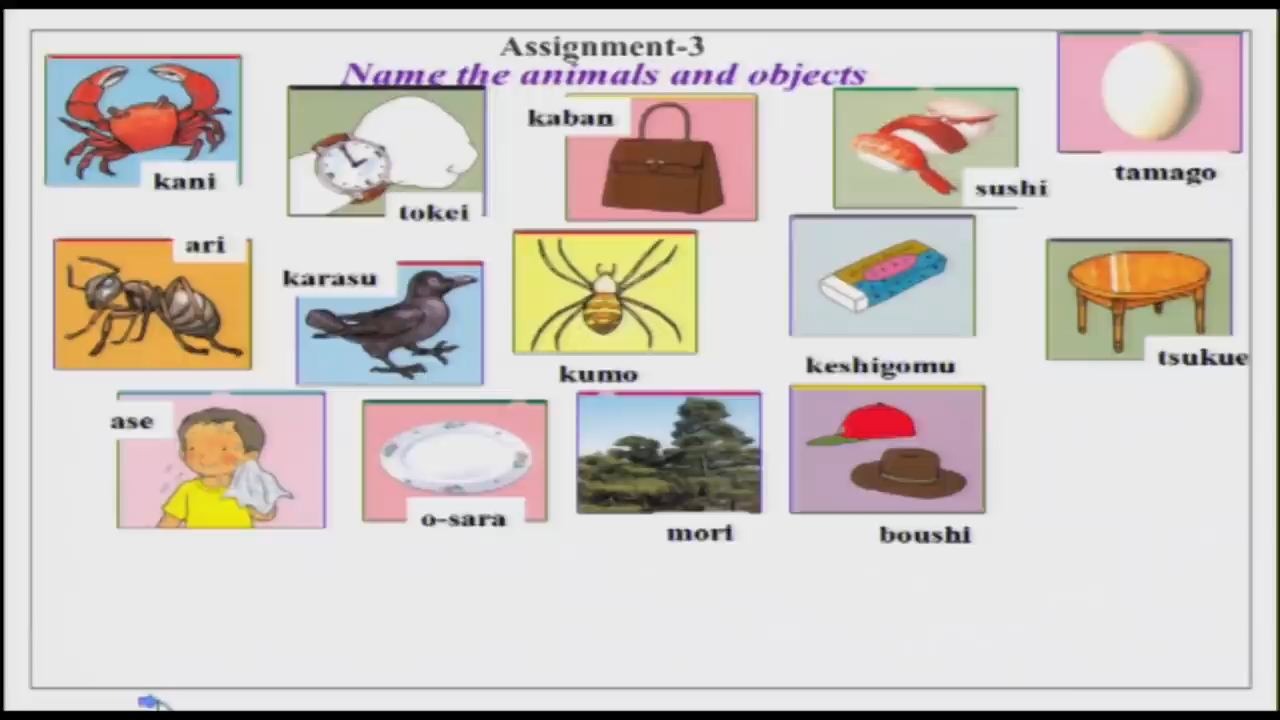 Assignment-3
Name the animals and objects
kani
tokei
kaban
sushi
tamago
ari
karasu
kumo
keshigomu
tsukue
ase
o-sara
mori
boushi